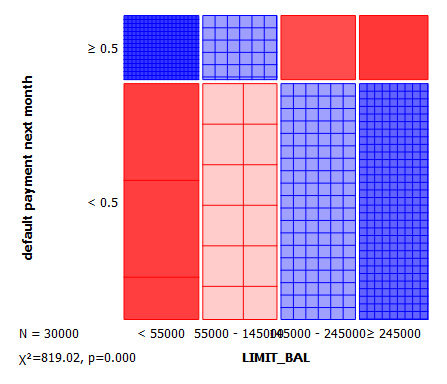 ≥ 0.5
default payment next month
< 0.5
N = 30000
< 55000 55000 - 145000 145000 - 245000 ≥ 245000
χ²=819.02, p=0.000
LIMIT_BAL